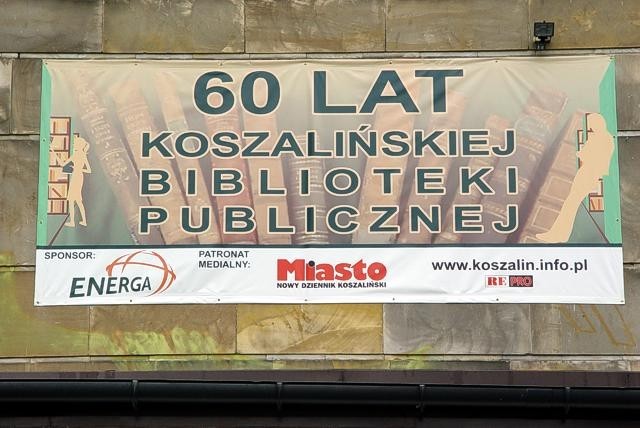 60 LAT
KOSZALIŃSKIEJ
BIBLIOTEKI
PUBLICZNEJ
SPONSOR:
ENERGA
PATRONAT
MEDIALNY:
Miasto
NOWY DZIENNIK KOSZALIŃSKI
www.koszalin.info.pl
RE PRO